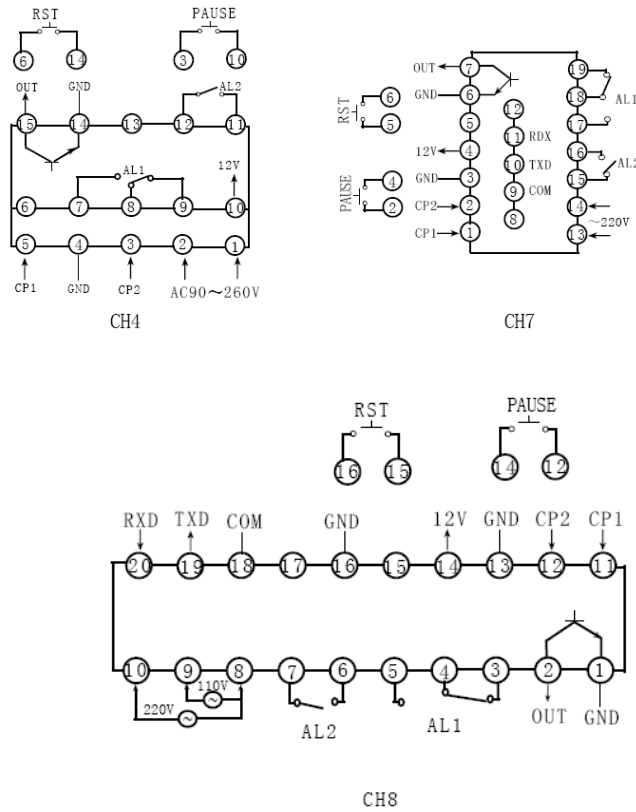 RST PAUSE
6 14 3 10
OUT GND AL2
15 14 13 12 11
AL1 12V
6 7 8 9 10
5 4 3 2 1
CP1 GND CP2 AC90～260V
CH4
OUT 7 19
GND 6 18 AL1
RST 6 5
5 12 17
11 RDX
12V 4 16
10 TXD AL2
GND 3 15
PAUSE 4 2
9 COM
CP2 2 14
8 ～220V
CP1 1 13
CH7
RST PAUSE
16 15 14 12
RXD TXD COM GND 12V GND CP2 CP1
20 19 18 17 16 15 14 13 12 11
10 9 8 7 6 5 4 3 2 1
110V
220V
AL2 AL1 OUT GND
CH8